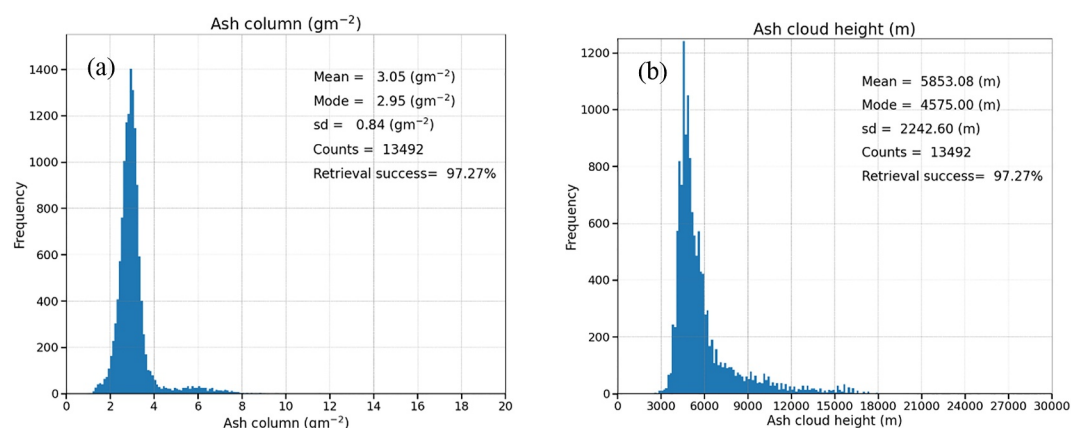 Ash column (gm⁻²)
(a)
Mean = 3.05 (gm⁻²)
Mode = 2.95 (gm⁻²)
sd = 0.84 (gm⁻²)
Counts = 13492
Retrieval success= 97.27%
Frequency
1400
1200
1000
800
600
400
200
0
0 2 4 6 8 10 12 14 16 18 20
Ash column (gm⁻²)
Ash cloud height (m)
(b)
Mean = 5853.08 (m)
Mode = 4575.00 (m)
sd = 2242.60 (m)
Counts = 13492
Retrieval success= 97.27%
Frequency
1200
1000
800
600
400
200
0
0 3000 6000 9000 12000 15000 18000 21000 24000 27000 30000
Ash cloud height (m)